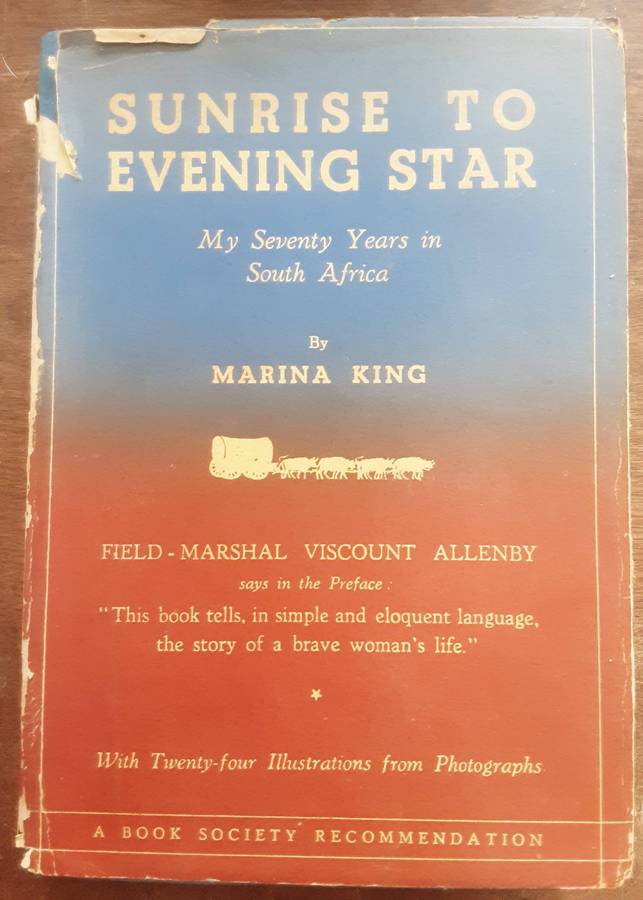 SUNRISE TO
EVENING STAR
My Seventy Years in
South Africa
By
MARINA KING
FIELD-MARSHAL VISCOUNT ALLENBY
says in the Preface:
"This book tells, in simple and eloquent language,
the story of a brave woman's life."
With Twenty-four Illustrations from Photographs
A BOOK SOCIETY RECOMMENDATION